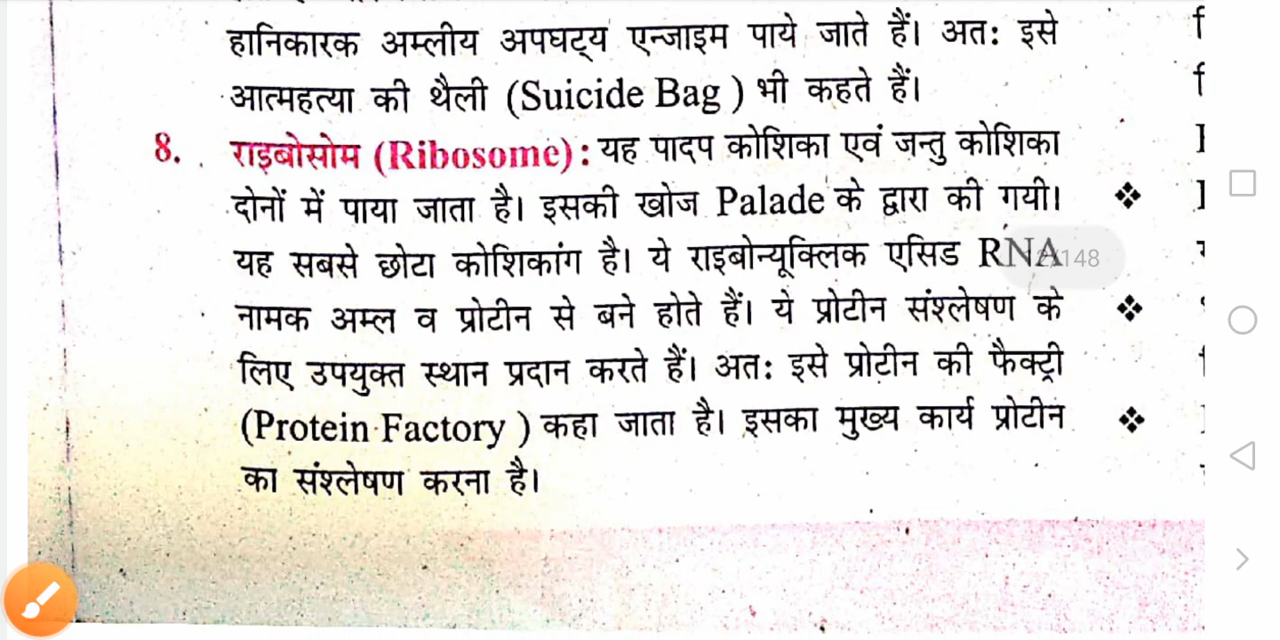 हानिकारक अम्लीय अपघट्य एन्जाइम पाये जाते हैं। अतः इसे
आत्महत्या की थैली (Suicide Bag ) भी कहते हैं।
8. राइबोसोम (Ribosome) : यह पादप कोशिका एवं जन्तु कोशिका
दोनों में पाया जाता है। इसकी खोज Palade के द्वारा की गयी।
यह सबसे छोटा कोशिकांग है। ये राइबोन्यूक्लिक एसिड RNA
नामक अम्ल व प्रोटीन से बने होते हैं। ये प्रोटीन संश्लेषण के
लिए उपयुक्त स्थान प्रदान करते हैं। अतः इसे प्रोटीन की फैक्ट्री
(Protein Factory ) कहा जाता है। इसका मुख्य कार्य प्रोटीन
का संश्लेषण करना है।